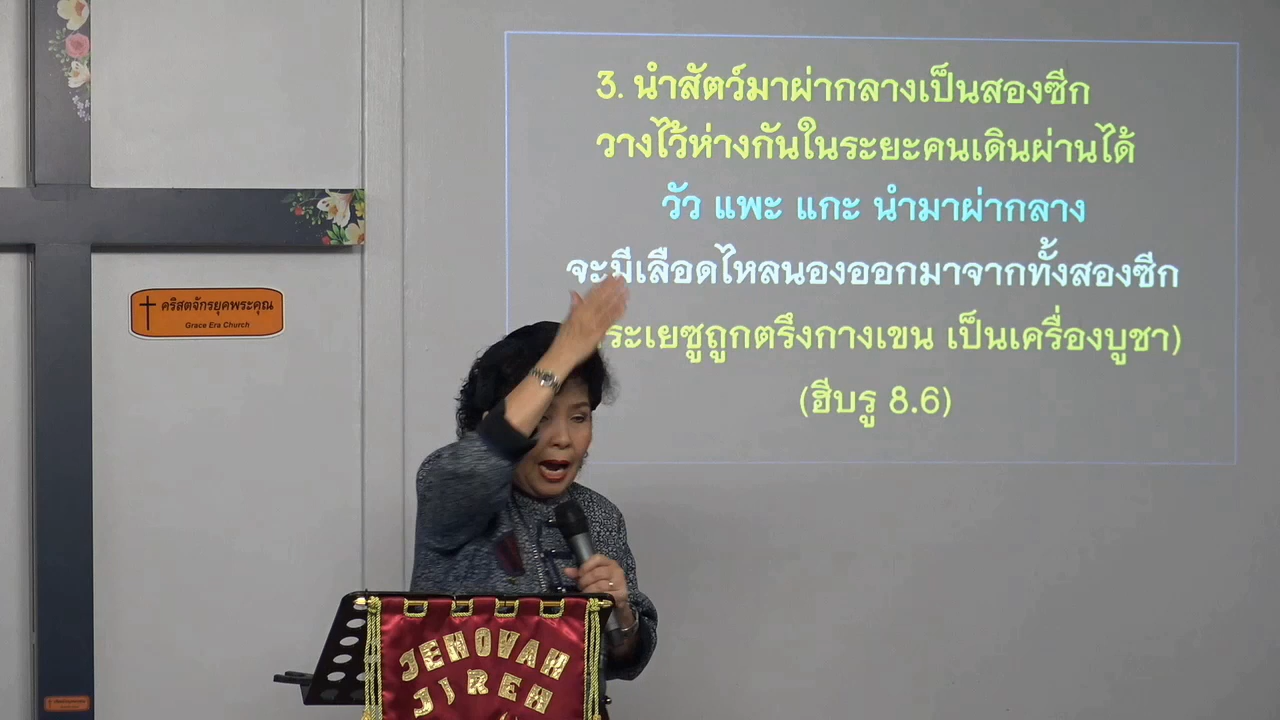 3. นำสัตว์มาผ่ากลางเป็นสองซีก
วางไว้ห่างกันในระยะคนเดินผ่านได้
วัว แพะ แกะ นำมาผ่ากลาง
จะมีเลือดไหลนองออกมาจากทั้งสองซีก
ระเยซูถูกตรึงกางเขน เป็นเครื่องบูชา)
(ฮีบรู 8.6)
คริสตจักรยุคพระคุณ
Grace Era Church
JEHOVAH
JIREH